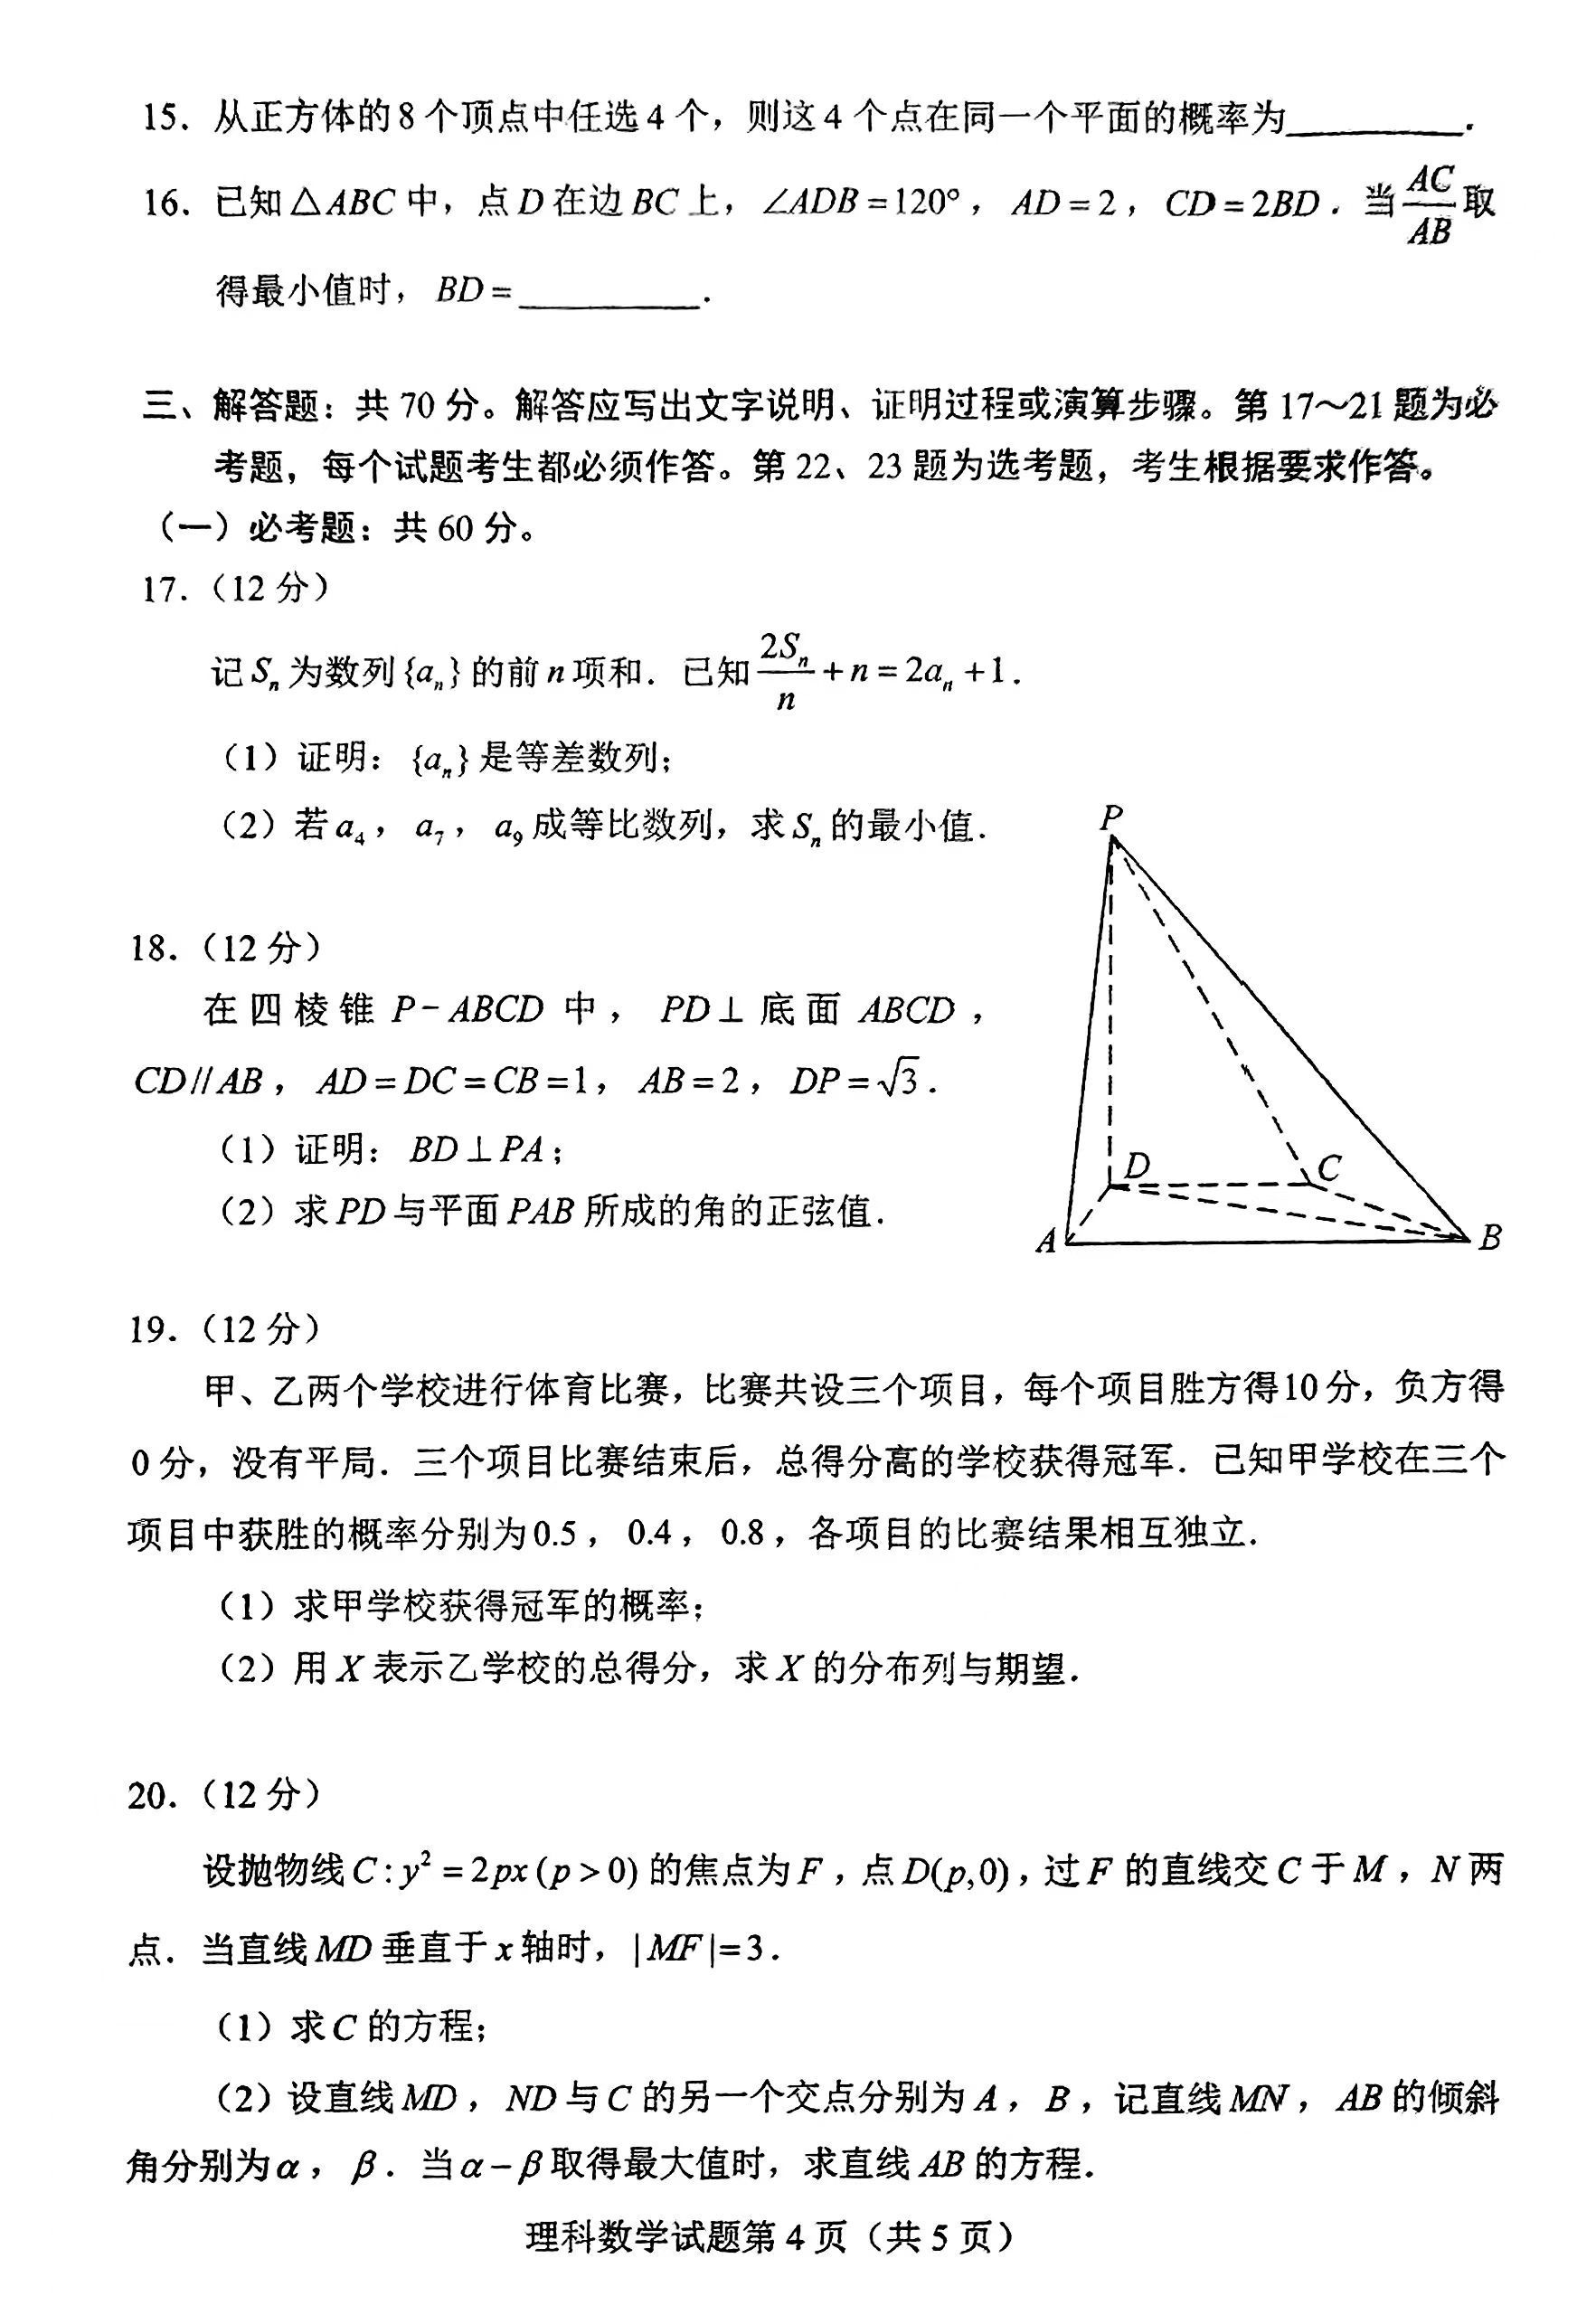 15. 从正方体的8个顶点中任选4个，则这4个点在同一个平面的概率为__________.
16. 已知△ABC中，点D在边BC上，∠ADB=120°，AD=2，CD=2BD．当AC/AB取
得最小值时，BD=__________.
三、解答题：共70分。解答应写出文字说明、证明过程或演算步骤。第17～21题为必
考题，每个试题考生都必须作答。第22、23题为选考题，考生根据要求作答。
（一）必考题：共60分。
17.（12分）
记Sₙ为数列{aₙ}的前n项和．已知2Sₙ/n+n=2aₙ+1.
（1）证明：{aₙ}是等差数列；
（2）若a₄，a₇，a₉成等比数列，求Sₙ的最小值.
18.（12分）
在四棱锥P-ABCD中，PD⊥底面ABCD，
CD//AB，AD=DC=CB=1，AB=2，DP=√3.
（1）证明：BD⊥PA；
（2）求PD与平面PAB所成的角的正弦值.
P
D
C
A
B
19.（12分）
甲、乙两个学校进行体育比赛，比赛共设三个项目，每个项目胜方得10分，负方得
0分，没有平局．三个项目比赛结束后，总得分高的学校获得冠军．已知甲学校在三个
项目中获胜的概率分别为0.5，0.4，0.8，各项目的比赛结果相互独立.
（1）求甲学校获得冠军的概率；
（2）用X表示乙学校的总得分，求X的分布列与期望.
20.（12分）
设抛物线C:y²=2px(p>0)的焦点为F，点D(p,0)，过F的直线交C于M，N两
点．当直线MD垂直于x轴时，|MF|=3.
（1）求C的方程；
（2）设直线MD，ND与C的另一个交点分别为A，B，记直线MN，AB的倾斜
角分别为α，β．当α-β取得最大值时，求直线AB的方程.
理科数学试题第4页（共5页）